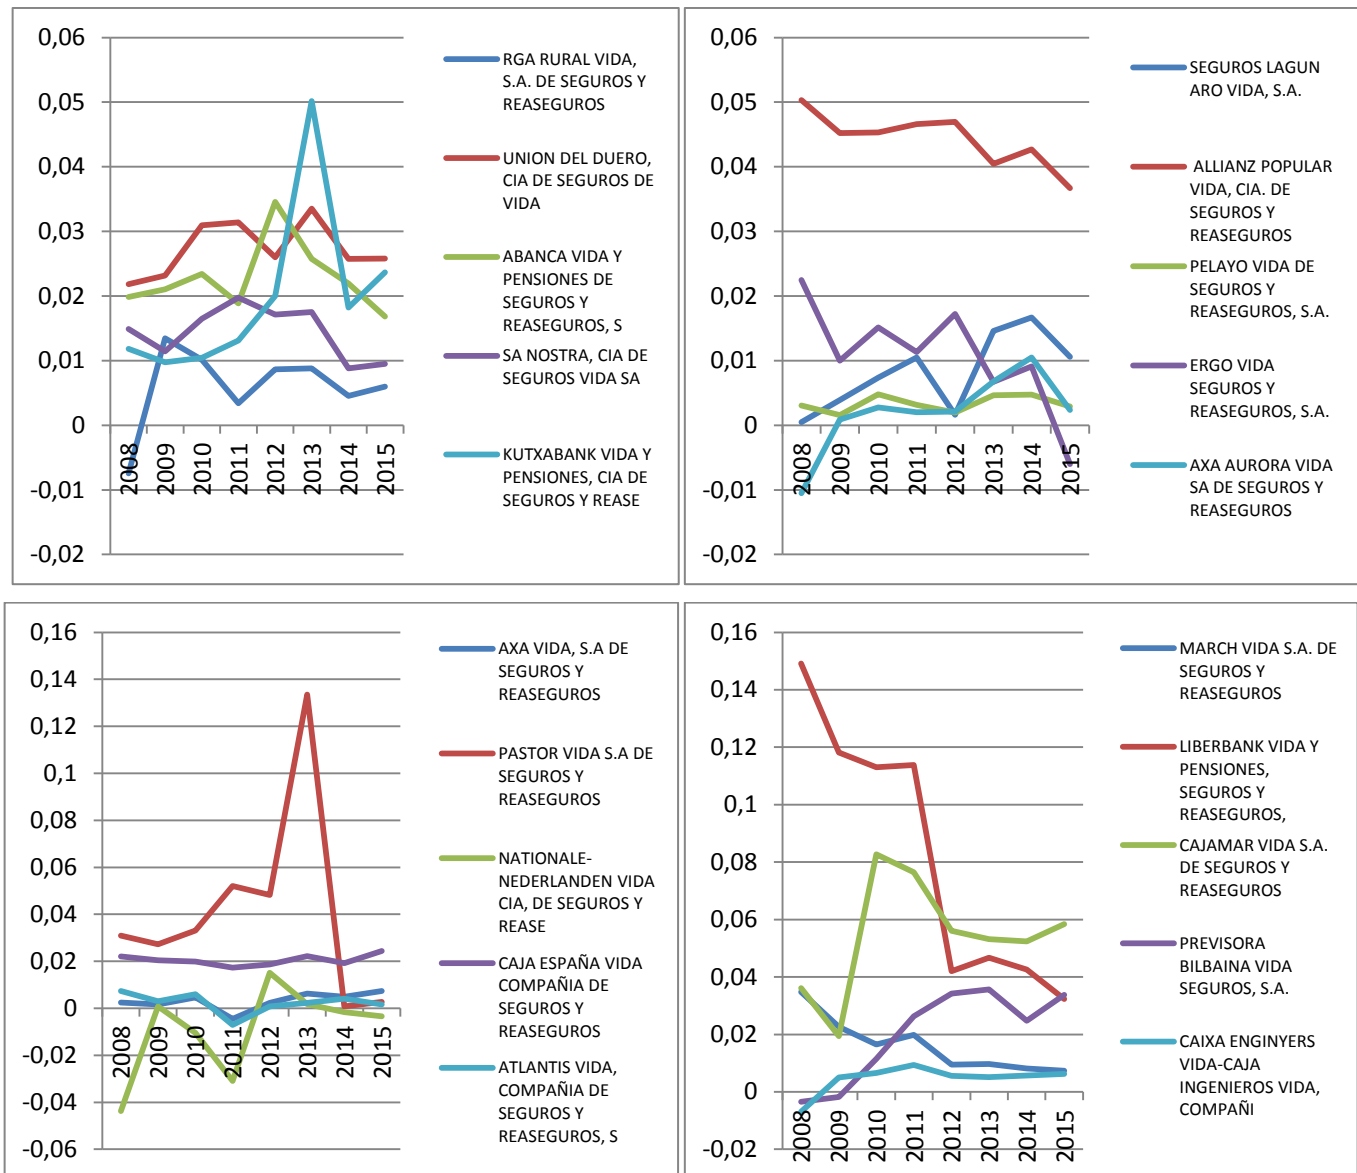 0,06
0,05
0,04
0,03
0,02
0,01
0
-0,01
-0,02
2008
2009
2010
2011
2012
2013
2014
2015
RGA RURAL VIDA,
S.A. DE SEGUROS Y
REASEGUROS
UNION DEL DUERO,
CIA DE SEGUROS DE
VIDA
ABANCA VIDA Y
PENSIONES DE
SEGUROS Y
REASEGUROS, S
SA NOSTRA, CIA DE
SEGUROS VIDA SA
KUTXABANK VIDA Y
PENSIONES, CIA DE
SEGUROS Y REASE
0,06
0,05
0,04
0,03
0,02
0,01
0
-0,01
-0,02
2008
2009
2010
2011
2012
2013
2014
2015
SEGUROS LAGUN
ARO VIDA, S.A.
ALLIANZ POPULAR
VIDA, CIA. DE
SEGUROS Y
REASEGUROS
PELAYO VIDA DE
SEGUROS Y
REASEGUROS, S.A.
ERGO VIDA
SEGUROS Y
REASEGUROS, S.A.
AXA AURORA VIDA
SA DE SEGUROS Y
REASEGUROS
0,16
0,14
0,12
0,1
0,08
0,06
0,04
0,02
0
-0,02
-0,04
-0,06
2008
2009
2010
2011
2012
2013
2014
2015
AXA VIDA, S.A DE
SEGUROS Y
REASEGUROS
PASTOR VIDA S.A DE
SEGUROS Y
REASEGUROS
NATIONALE-
NEDERLANDEN VIDA
CIA, DE SEGUROS Y
REASE
CAJA ESPAÑA VIDA
COMPAÑIA DE
SEGUROS Y
REASEGUROS
ATLANTIS VIDA,
COMPAÑIA DE
SEGUROS Y
REASEGUROS, S
0,16
0,14
0,12
0,1
0,08
0,06
0,04
0,02
0
-0,02
2008
2009
2010
2011
2012
2013
2014
2015
MARCH VIDA S.A. DE
SEGUROS Y
REASEGUROS
LIBERBANK VIDA Y
PENSIONES,
SEGUROS Y
REASEGUROS,
CAJAMAR VIDA S.A.
DE SEGUROS Y
REASEGUROS
PREVISORA
BILBAINA VIDA
SEGUROS, S.A.
CAIXA ENGINYERS
VIDA-CAJA
INGENIEROS VIDA,
COMPAÑI